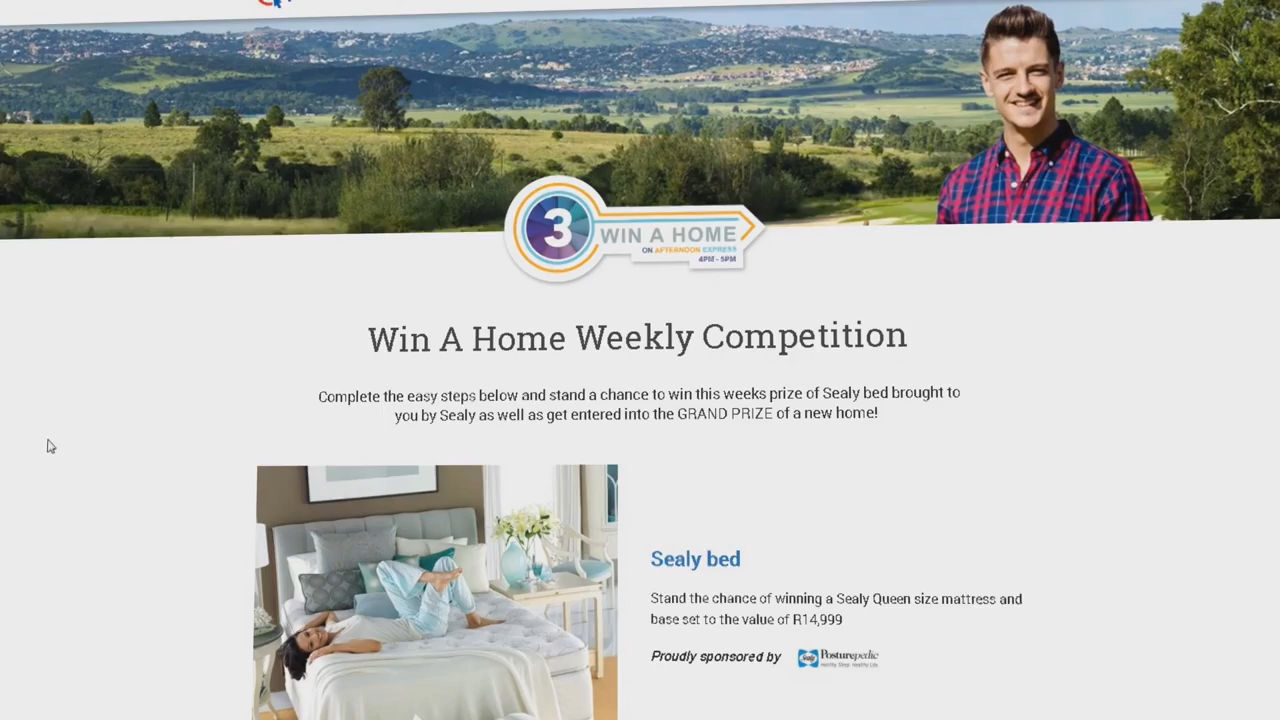 3
WIN A HOME
ON AFTERNOON EXPRESS
4PM - 5PM
Win A Home Weekly Competition
Complete the easy steps below and stand a chance to win this weeks prize of Sealy bed brought to
you by Sealy as well as get entered into the GRAND PRIZE of a new home!
Sealy bed
Stand the chance of winning a Sealy Queen size mattress and
base set to the value of R14,999
Proudly sponsored by
Sealy Posturepedic